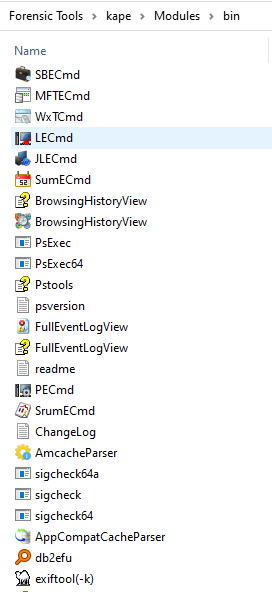 Forensic Tools > kape > Modules > bin
Name
SBECmd
MFTECmd
WxTCmd
LECmd
JLECmd
SumECmd
BrowsingHistoryView
BrowsingHistoryView
PsExec
PsExec64
Pstools
psversion
FullEventLogView
FullEventLogView
readme
PECmd
SrumECmd
ChangeLog
AmcacheParser
sigcheck64a
sigcheck
sigcheck64
AppCompatCacheParser
db2efu
exiftool(-k)